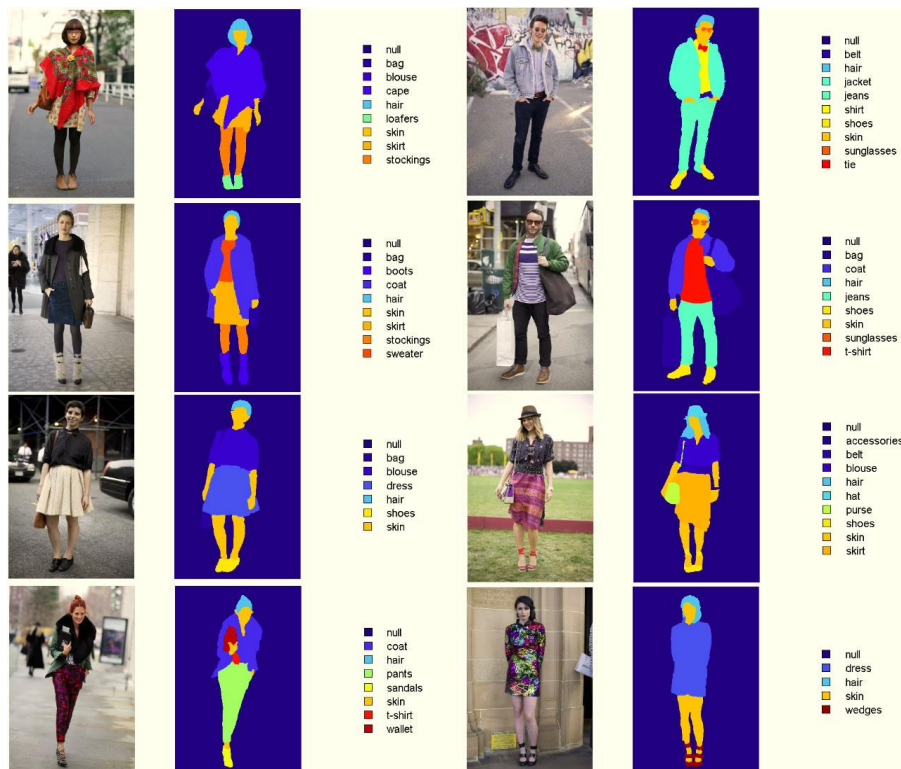 null
bag
blouse
cape
hair
loafers
skin
skirt
stockings
null
belt
hair
jacket
jeans
shirt
shoes
skin
sunglasses
tie
null
bag
boots
coat
hair
skin
skirt
stockings
sweater
null
bag
coat
hair
jeans
shoes
skin
sunglasses
t-shirt
null
bag
blouse
dress
hair
shoes
skin
null
accessories
belt
blouse
hair
hat
purse
shoes
skin
skirt
null
coat
hair
pants
sandals
skin
t-shirt
wallet
null
dress
hair
skin
wedges